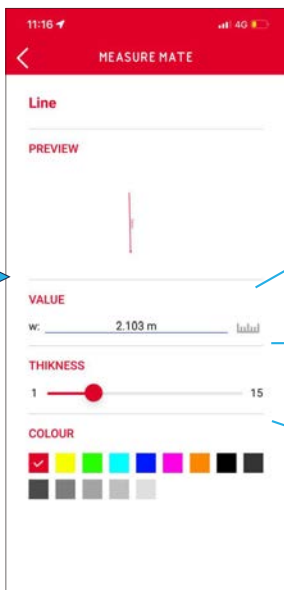 11:16 4G
MEASURE MATE
Line
PREVIEW
VALUE
w: 2.103 m
THIKNESS
1 15
COLOUR